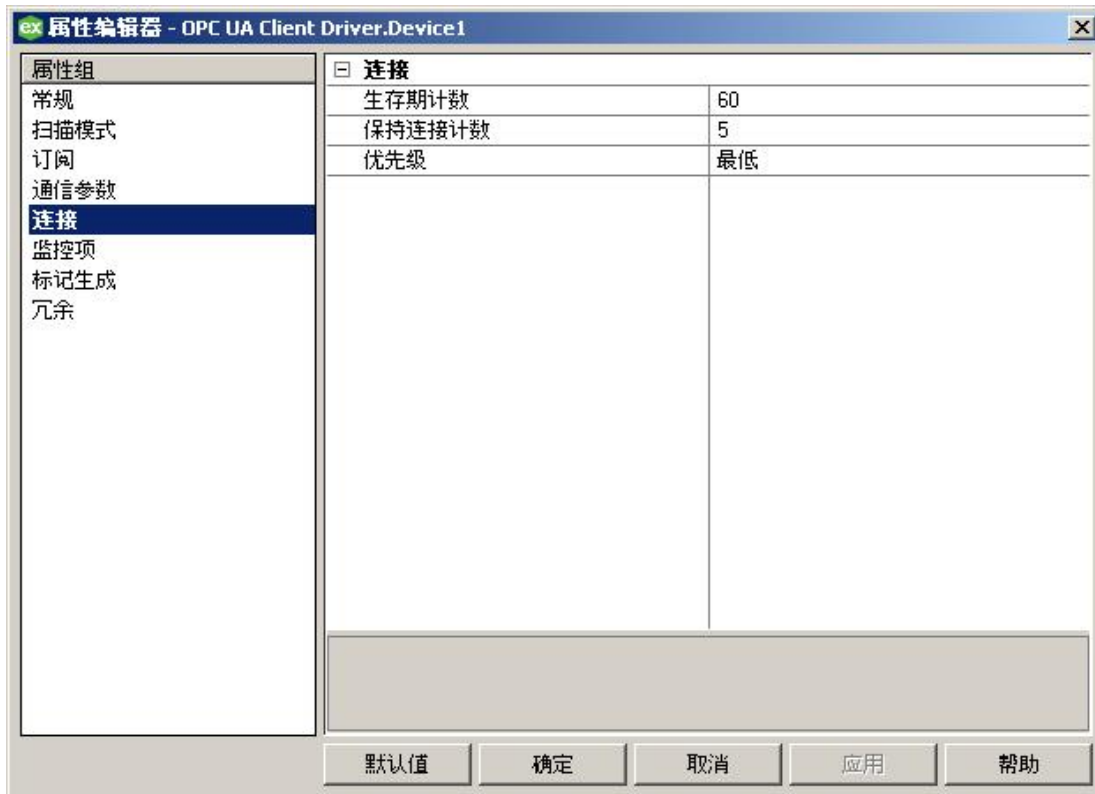 ex 属性编辑器 - OPC UA Client Driver.Device1
属性组
常规
扫描模式
订阅
通信参数
连接
监控项
标记生成
冗余
连接
生存期计数 60
保持连接计数 5
优先级 最低
默认值 确定 取消 应用 帮助